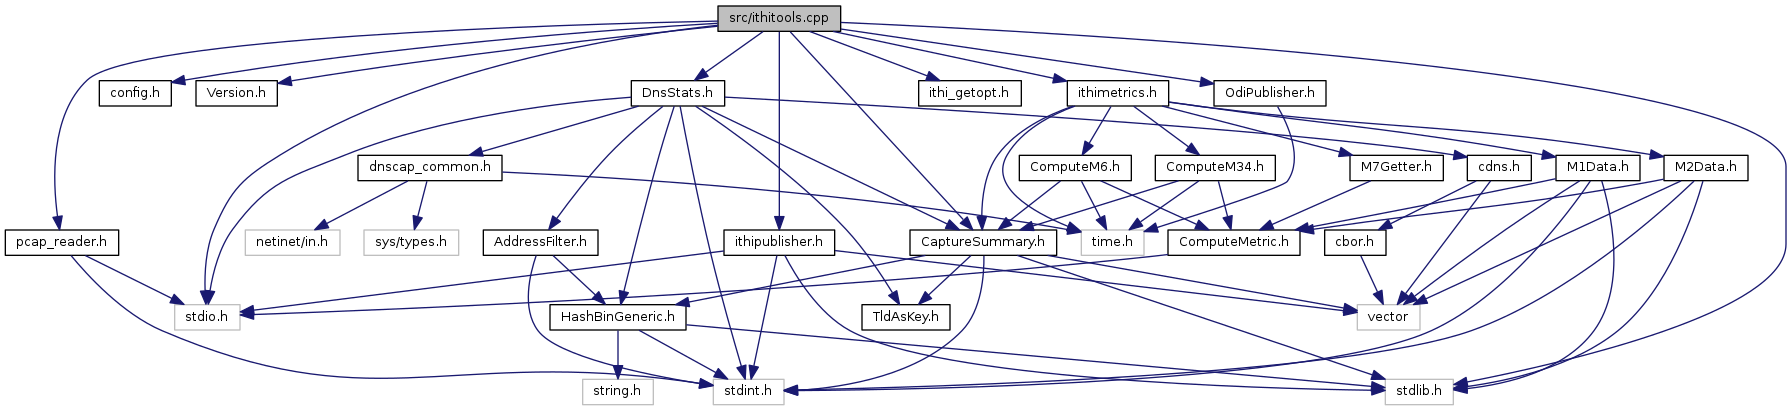 src/ithitools.cpp
config.h
Version.h
DnsStats.h
ithi_getopt.h
ithimetrics.h
OdiPublisher.h
dnscap_common.h
ComputeM6.h
ComputeM34.h
M7Getter.h
cdns.h
M1Data.h
M2Data.h
pcap_reader.h
netinet/in.h
sys/types.h
AddressFilter.h
ithipublisher.h
CaptureSummary.h
time.h
ComputeMetric.h
cbor.h
stdio.h
HashBinGeneric.h
TldAsKey.h
vector
string.h
stdint.h
stdlib.h